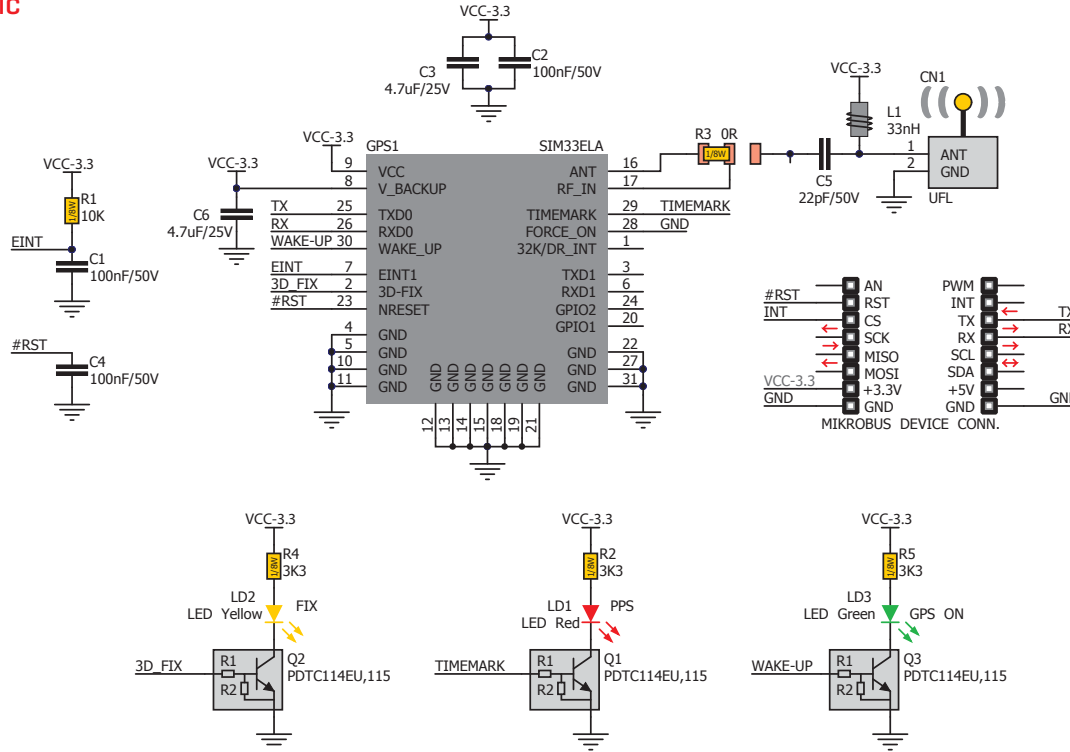 IC
VCC-3.3
C3
4.7uF/25V
C2
100nF/50V
VCC-3.3
R1
1/8W
10K
EINT
C1
100nF/50V
#RST
C4
100nF/50V
VCC-3.3
VCC-3.3
C6
4.7uF/25V
GPS1 SIM33ELA
9 VCC
8 V_BACKUP
TX 25 TXD0
RX 26 RXD0
WAKE-UP 30 WAKE_UP
EINT 7 EINT1
3D_FIX 2 3D-FIX
#RST 23 NRESET
4 GND
5 GND
10 GND
11 GND
ANT 16
RF_IN 17
TIMEMARK 29 TIMEMARK
FORCE_ON 28 GND
32K/DR_INT 1
TXD1 3
RXD1 6
GPIO2 24
GPIO1 20
GND 22
GND 27
GND 31
GND GND GND GND GND GND GND
12 13 14 15 18 19 21
R3 0R
1/8W
VCC-3.3
L1
33nH
C5
22pF/50V
CN1
1 ANT
2 GND
UFL
AN PWM
#RST RST INT
INT CS TX TX
SCK RX RX
MISO SCL
MOSI SDA
VCC-3.3 +3.3V +5V
GND GND GND GND
MIKROBUS DEVICE CONN.
VCC-3.3
R4
1/8W
3K3
LD2
LED Yellow
FIX
3D_FIX
R1
R2
Q2
PDTC114EU,115
VCC-3.3
R2
1/8W
3K3
LD1
LED Red
PPS
TIMEMARK
R1
R2
Q1
PDTC114EU,115
VCC-3.3
R5
1/8W
3K3
LD3
LED Green
GPS ON
WAKE-UP
R1
R2
Q3
PDTC114EU,115